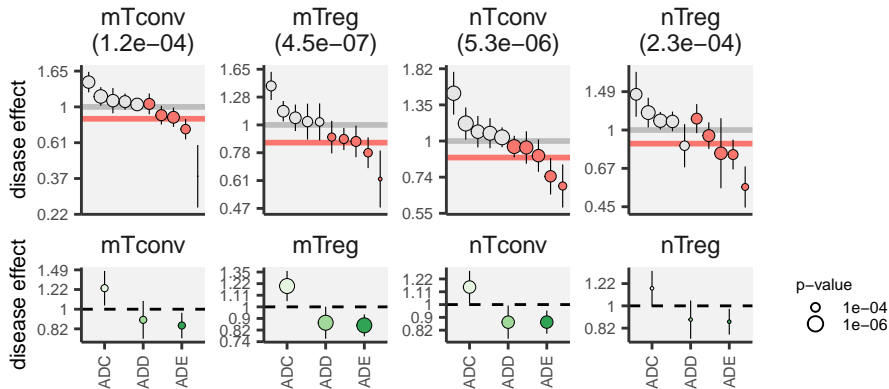 mTconv
(1.2e−04)
mTreg
(4.5e−07)
nTconv
(5.3e−06)
nTreg
(2.3e−04)
disease effect
1.65
1
0.61
0.37
0.22
1.65
1.28
1
0.78
0.61
0.47
1.82
1.35
1
0.74
0.55
1.49
1
0.67
0.45
mTconv
mTreg
nTconv
nTreg
disease effect
1.49
1.22
1
0.82
1.35
1.22
1.11
1
0.9
0.82
0.74
1.22
1.11
1
0.9
0.82
1.22
1
0.82
ADC
ADD
ADE
ADC
ADD
ADE
ADC
ADD
ADE
ADC
ADD
ADE
p−value
1e−04
1e−06